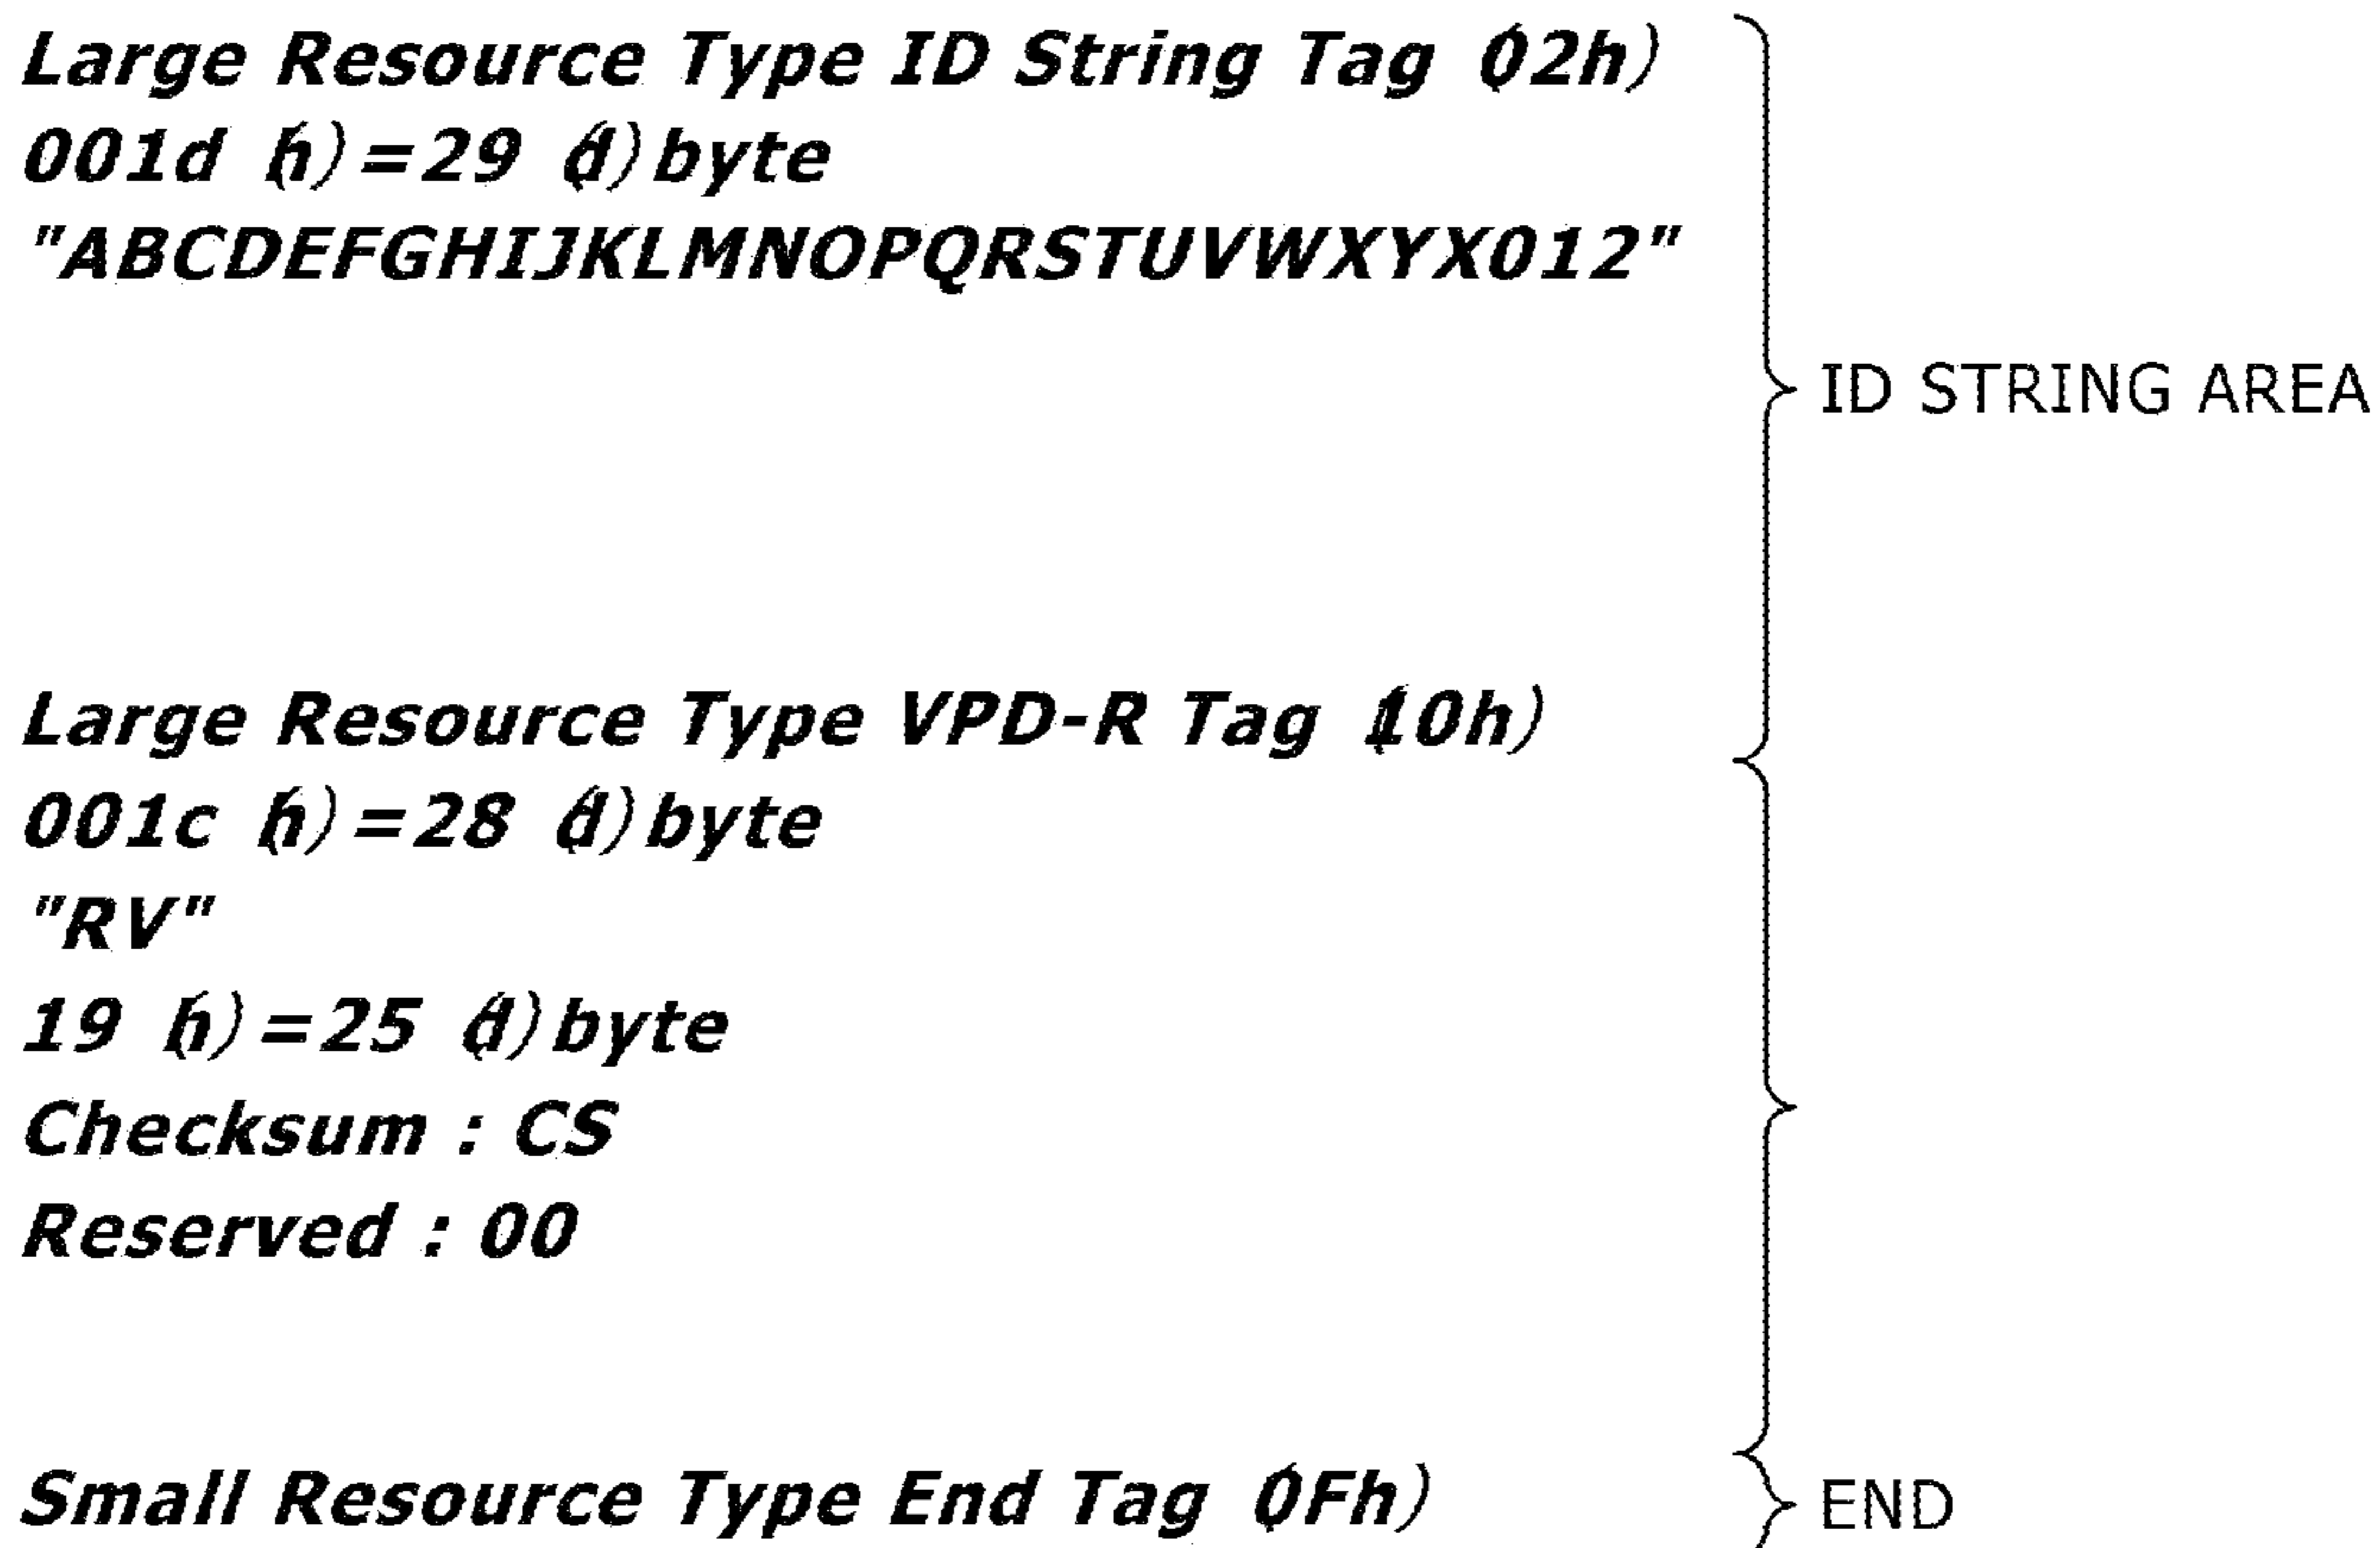 Large Resource Type ID String Tag (02h)
001d (h)=29 (d)byte
"ABCDEFGHIJKLMNOPQRSTUVWXYX012"
ID STRING AREA
Large Resource Type VPD-R Tag (10h)
001c (h)=28 (d)byte
"RV"
19 (h)=25 (d)byte
Checksum : CS
Reserved : 00
Small Resource Type End Tag (0Fh)
END